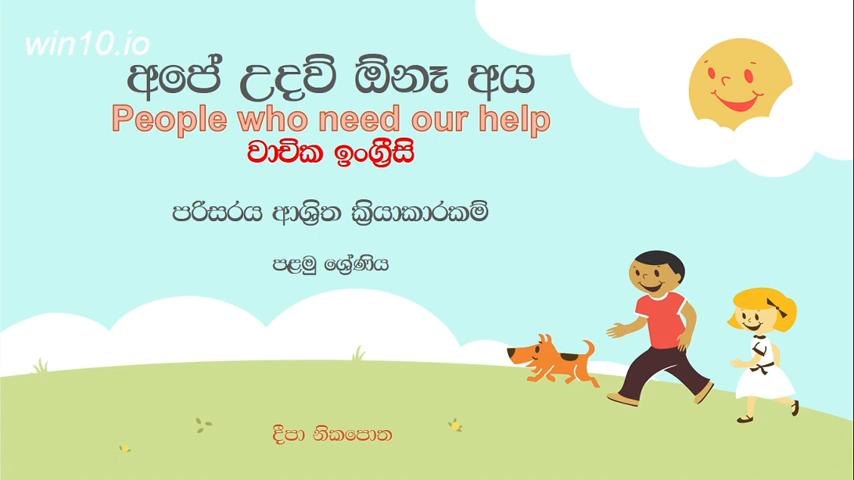 win10.io
අපේ උදව් ඕනෑ අය
People who need our help
වාචික ඉංග්‍රීසි
පරිසරය ආශ්‍රිත ක්‍රියාකාරකම්
පළමු ශ්‍රේණිය
දීපා නිකපොත